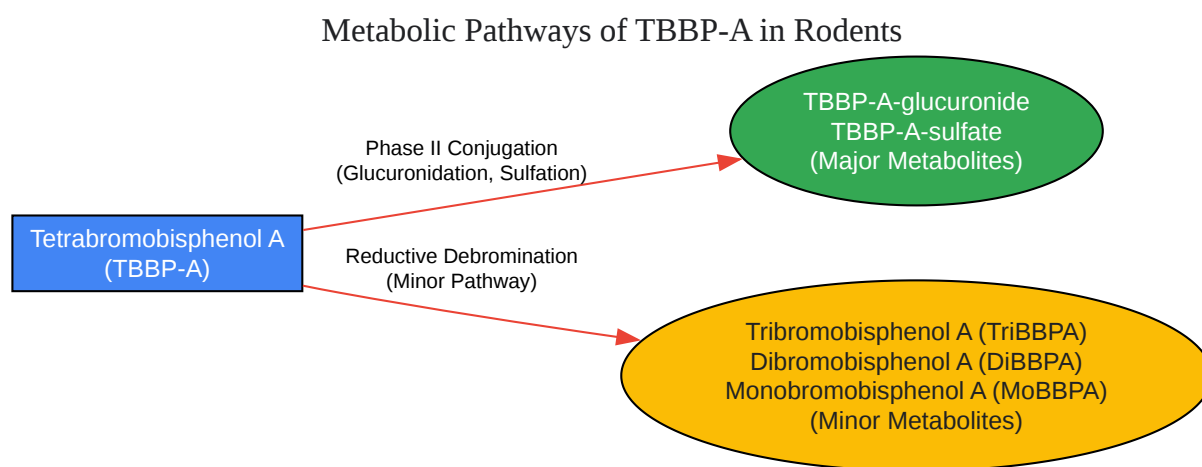 Metabolic Pathways of TBBP-A in Rodents
TBBP-A-glucuronide
TBBP-A-sulfate
(Major Metabolites)
Phase II Conjugation
(Glucuronidation, Sulfation)
Tetrabromobisphenol A
(TBBP-A)
Reductive Debromination
(Minor Pathway)
Tribromobisphenol A (TriBBPA)
Dibromobisphenol A (DiBBPA)
Monobromobisphenol A (MoBBPA)
(Minor Metabolites)